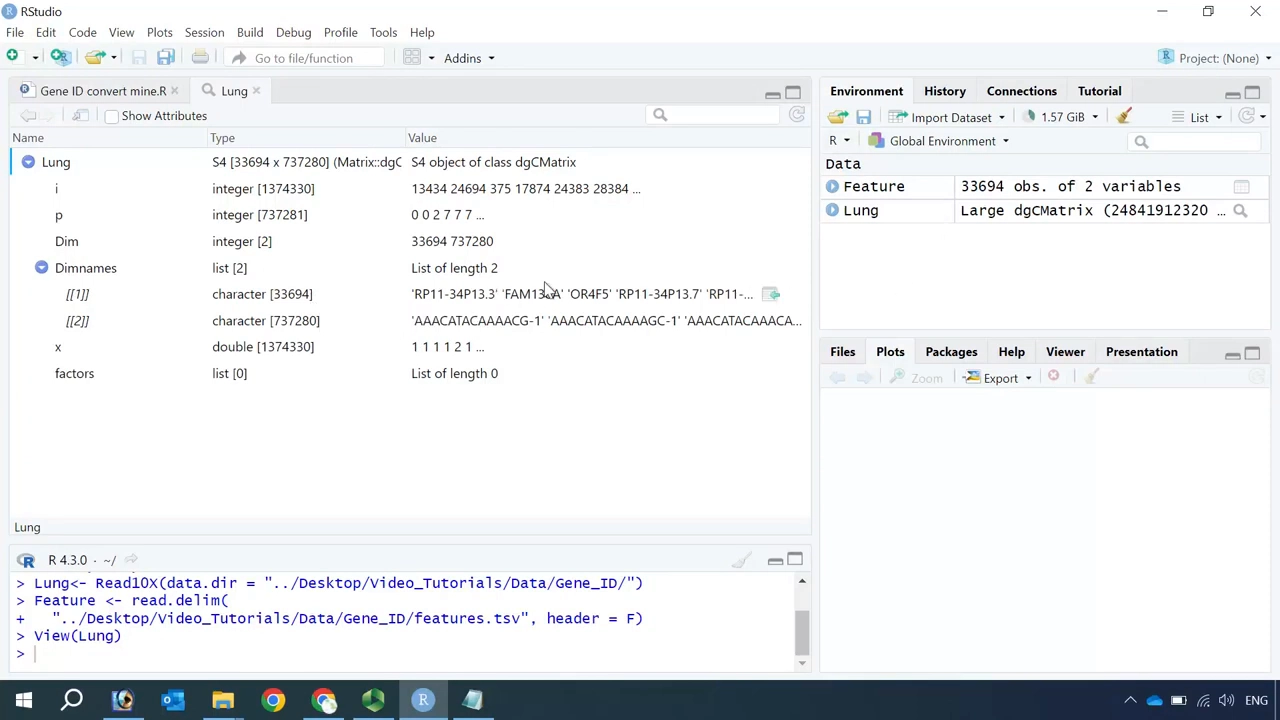 RStudio
File Edit Code View Plots Session Build Debug Profile Tools Help
Go to file/function Addins Project: (None)
Gene ID convert mine.R Lung
Show Attributes
Name Type Value
Lung S4 [33694 x 737280] (Matrix::dgC S4 object of class dgCMatrix
i integer [1374330] 13434 24694 375 17874 24383 28384 ...
p integer [737281] 0 0 2 7 7 7 ...
Dim integer [2] 33694 737280
Dimnames list [2] List of length 2
[[1]] character [33694] 'RP11-34P13.3' 'FAM138A' 'OR4F5' 'RP11-34P13.7' 'RP11-...
[[2]] character [737280] 'AAACATACAAAACG-1' 'AAACATACAAAAGC-1' 'AAACATACAAACA...
x double [1374330] 1 1 1 1 2 1 ...
factors list [0] List of length 0
Lung
R 4.3.0 · ~/
> Lung<- Read10X(data.dir = "../Desktop/Video_Tutorials/Data/Gene_ID/")
> Feature <- read.delim(
+ "../Desktop/Video_Tutorials/Data/Gene_ID/features.tsv", header = F)
> View(Lung)
>
Environment History Connections Tutorial
Import Dataset 1.57 GiB List
R Global Environment
Data
Feature 33694 obs. of 2 variables
Lung Large dgCMatrix (24841912320 ...
Files Plots Packages Help Viewer Presentation
Zoom Export
ENG